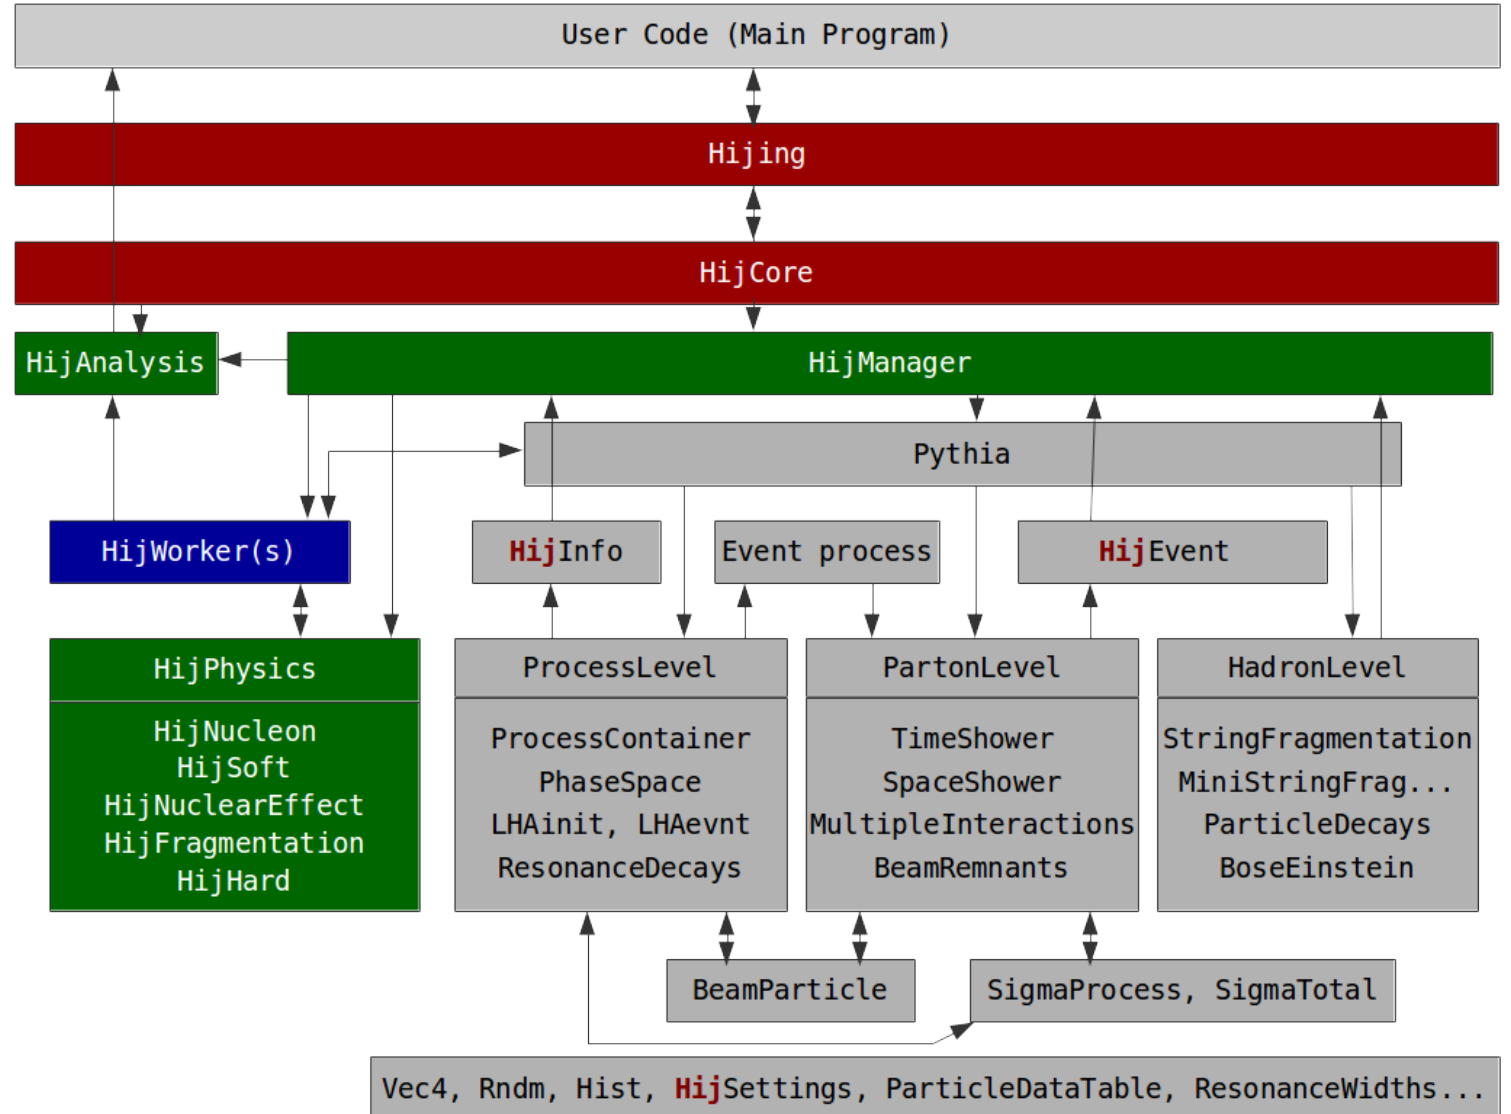 User Code (Main Program)
Hijing
HijCore
HijAnalysis
HijManager
Pythia
HijWorker(s)
HijInfo
Event process
HijEvent
HijPhysics
HijNucleon
HijSoft
HijNuclearEffect
HijFragmentation
HijHard
ProcessLevel
ProcessContainer
PhaseSpace
LHAinit, LHAevnt
ResonanceDecays
PartonLevel
TimeShower
SpaceShower
MultipleInteractions
BeamRemnants
HadronLevel
StringFragmentation
MiniStringFrag...
ParticleDecays
BoseEinstein
BeamParticle
SigmaProcess, SigmaTotal
Vec4, Rndm, Hist, HijSettings, ParticleDataTable, ResonanceWidths...